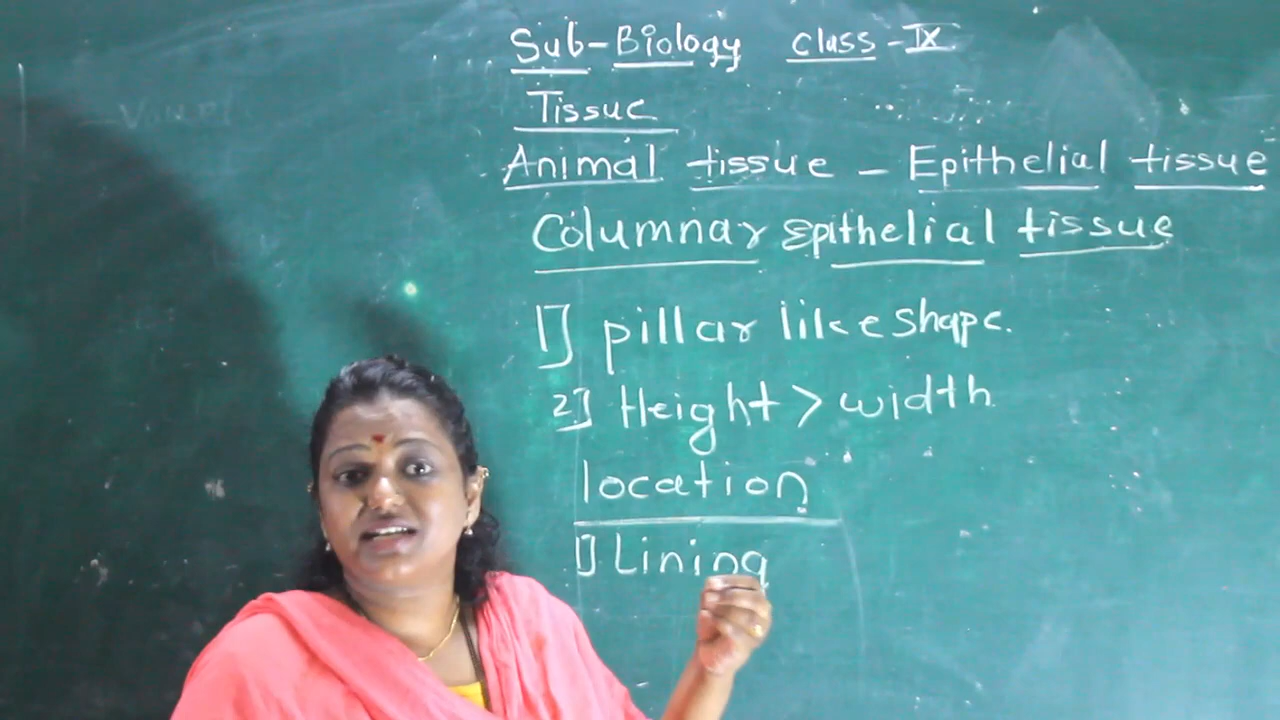 Sub-Biology class-IX
Tissue
Animal tissue - Epithelial tissue
Columnar epithelial tissue
1] pillar like shape.
2] Height > width
location
1] Lining